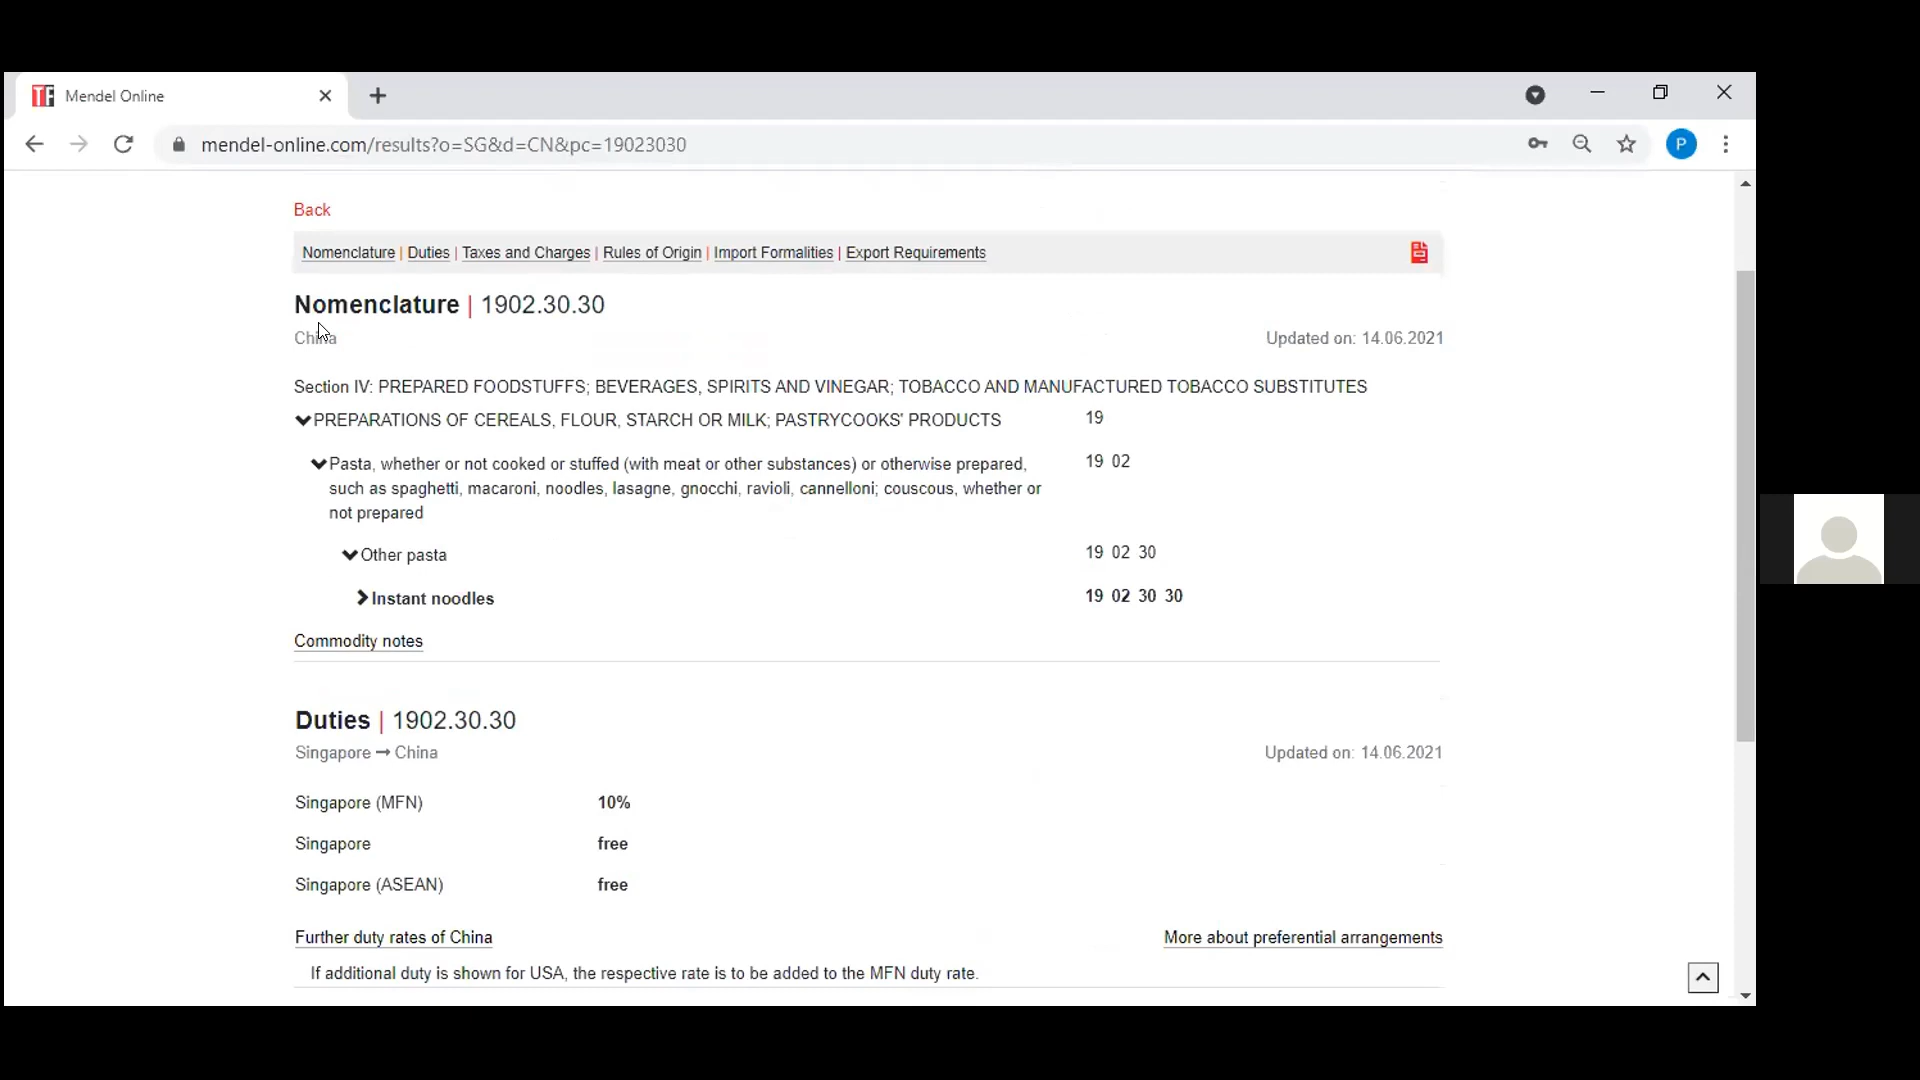 Mendel Online
mendel-online.com/results?o=SG&d=CN&pc=19023030
P
Back
Nomenclature | Duties | Taxes and Charges | Rules of Origin | Import Formalities | Export Requirements
Nomenclature | 1902.30.30
China
Updated on: 14.06.2021
Section IV: PREPARED FOODSTUFFS; BEVERAGES, SPIRITS AND VINEGAR; TOBACCO AND MANUFACTURED TOBACCO SUBSTITUTES
PREPARATIONS OF CEREALS, FLOUR, STARCH OR MILK; PASTRYCOOKS' PRODUCTS 19
Pasta, whether or not cooked or stuffed (with meat or other substances) or otherwise prepared, 19 02
such as spaghetti, macaroni, noodles, lasagne, gnocchi, ravioli, cannelloni; couscous, whether or
not prepared
Other pasta 19 02 30
Instant noodles 19 02 30 30
Commodity notes
Duties | 1902.30.30
Singapore → China
Updated on: 14.06.2021
Singapore (MFN) 10%
Singapore free
Singapore (ASEAN) free
Further duty rates of China
More about preferential arrangements
If additional duty is shown for USA, the respective rate is to be added to the MFN duty rate.